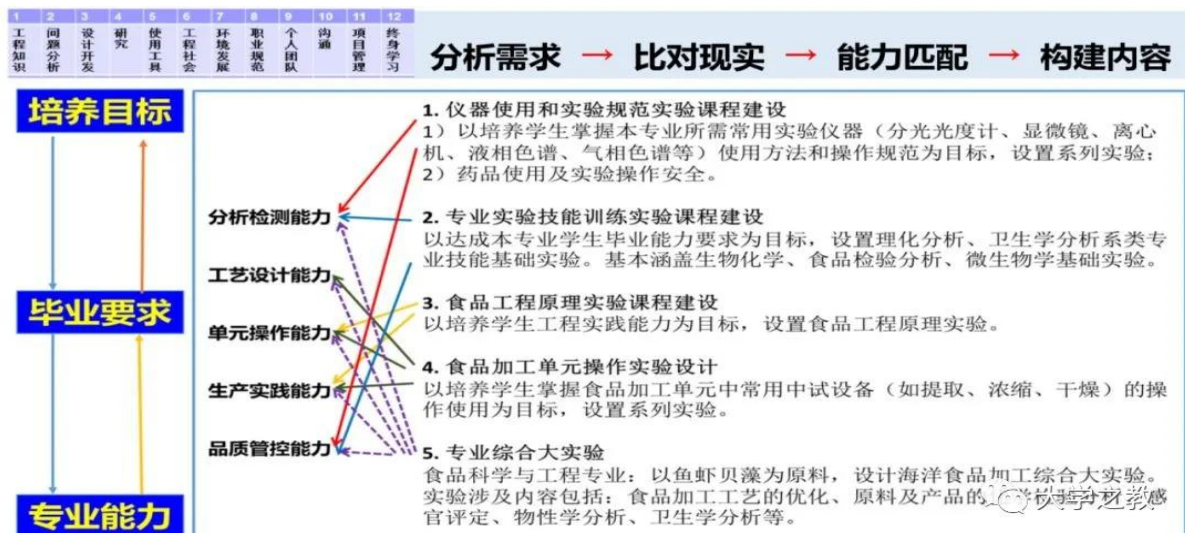 1 2 3 4 5 6 7 8 9 10 11 12
工程知识 问题分析 设计开发 研究 使用工具 工程社会 环境发展 职业规范 个人团队 沟通 项目管理 终身学习
分析需求 → 比对现实 → 能力匹配 → 构建内容
培养目标
毕业要求
专业能力
分析检测能力
工艺设计能力
单元操作能力
生产实践能力
品质管控能力
1. 仪器使用和实验规范实验课程建设
1）以培养学生掌握本专业所需常用实验仪器（分光光度计、显微镜、离心
机、液相色谱、气相色谱等）使用方法和操作规范为目标，设置系列实验；
2）药品使用及实验操作安全。
2. 专业实验技能训练实验课程建设
以达成本专业学生毕业能力要求为目标，设置理化分析、卫生学分析系类专
业技能基础实验。基本涵盖生物化学、食品检验分析、微生物学基础实验。
3. 食品工程原理实验课程建设
以培养学生工程实践能力为目标，设置食品工程原理实验。
4. 食品加工单元操作实验设计
以培养学生掌握食品加工单元中常用中试设备（如提取、浓缩、干燥）的操
作使用为目标，设置系列实验。
5. 专业综合大实验
食品科学与工程专业：以鱼虾贝藻为原料，设计海洋食品加工综合大实验。
实验涉及内容包括：食品加工工艺的优化、原料及产品的 感
官评定、物性学分析、卫生学分析等。
大学之教